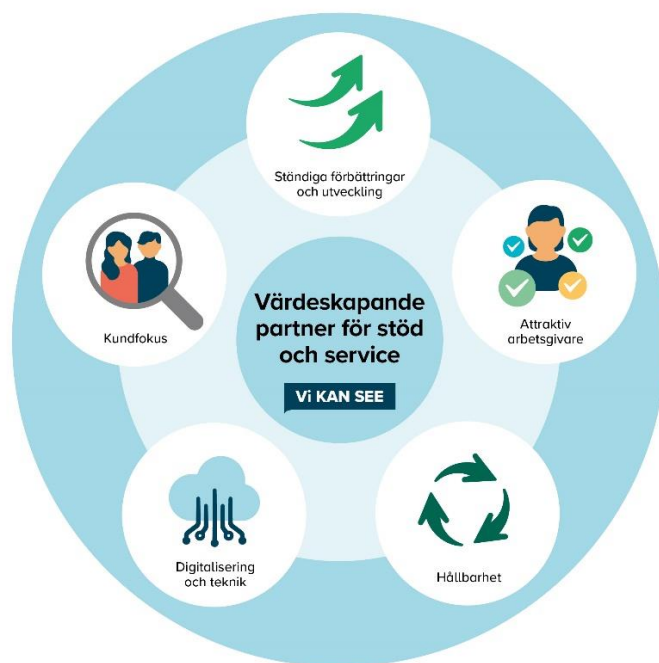 Ständiga förbättringar
och utveckling
Kundfokus
Värdeskapande
partner för stöd
och service
Vi KAN SEE
Attraktiv
arbetsgivare
Digitalisering
och teknik
Hållbarhet